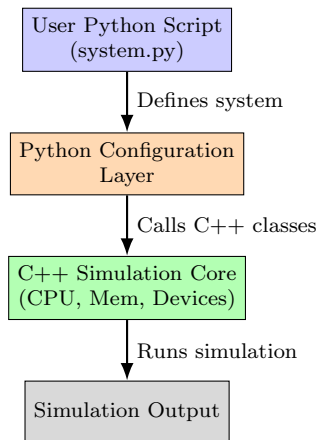 User Python Script
(system.py)
Defines system
Python Configuration
Layer
Calls C++ classes
C++ Simulation Core
(CPU, Mem, Devices)
Runs simulation
Simulation Output